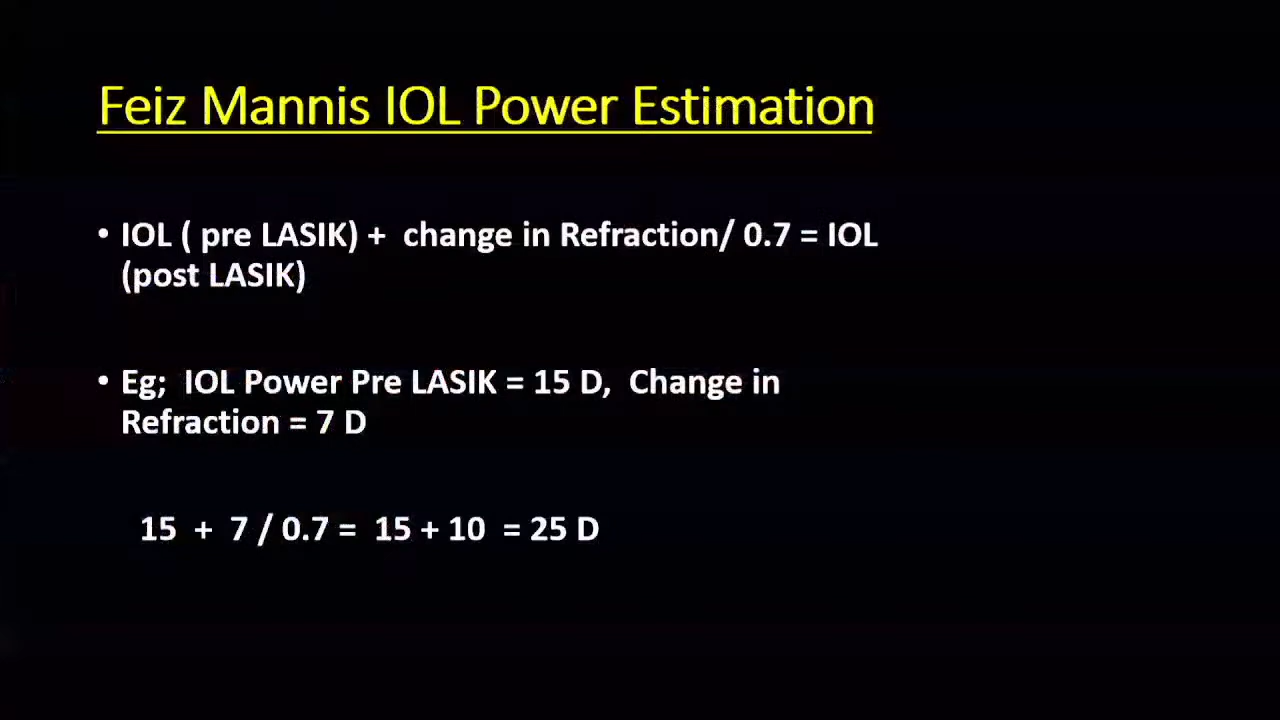 Feiz Mannis IOL Power Estimation
• IOL ( pre LASIK) + change in Refraction/ 0.7 = IOL
(post LASIK)
• Eg; IOL Power Pre LASIK = 15 D, Change in
Refraction = 7 D
15 + 7 / 0.7 = 15 + 10 = 25 D